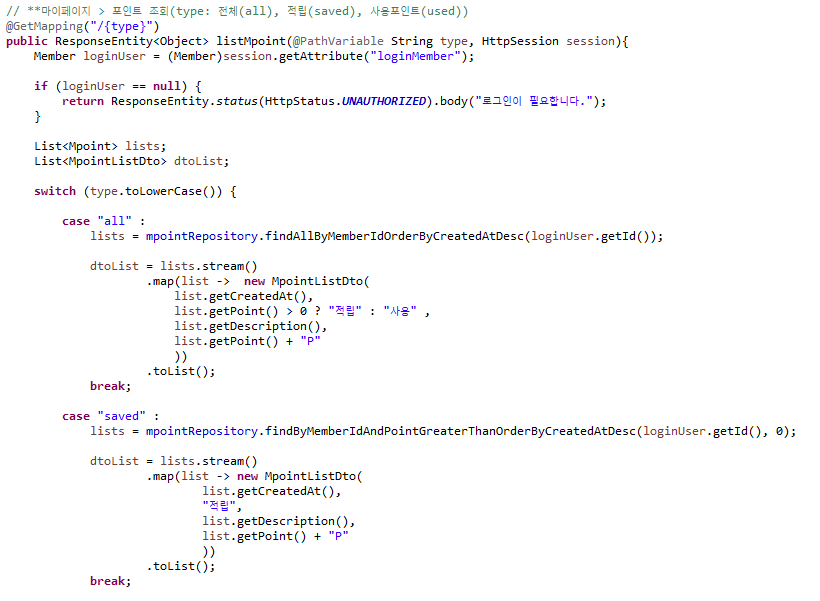 // **마이페이지 > 포인트 조회(type: 전체(all), 적립(saved), 사용포인트(used))
@GetMapping("/{type}")
public ResponseEntity<Object> listMpoint(@PathVariable String type, HttpSession session){
    Member loginUser = (Member)session.getAttribute("loginMember");

    if (loginUser == null) {
        return ResponseEntity.status(HttpStatus.UNAUTHORIZED).body("로그인이 필요합니다.");
    }

    List<Mpoint> lists;
    List<MpointListDto> dtoList;

    switch (type.toLowerCase()) {

        case "all" :
            lists = mpointRepository.findAllByMemberIdOrderByCreatedAtDesc(loginUser.getId());

            dtoList = lists.stream()
                    .map(list ->  new MpointListDto(
                        list.getCreatedAt(),
                        list.getPoint() > 0 ? "적립" : "사용" ,
                        list.getDescription(),
                        list.getPoint() + "P"
                        ))
                    .toList();
            break;

        case "saved" :
            lists = mpointRepository.findByMemberIdAndPointGreaterThanOrderByCreatedAtDesc(loginUser.getId(), 0);

            dtoList = lists.stream()
                    .map(list -> new MpointListDto(
                            list.getCreatedAt(),
                            "적립",
                            list.getDescription(),
                            list.getPoint() + "P"
                            ))
                    .toList();
            break;